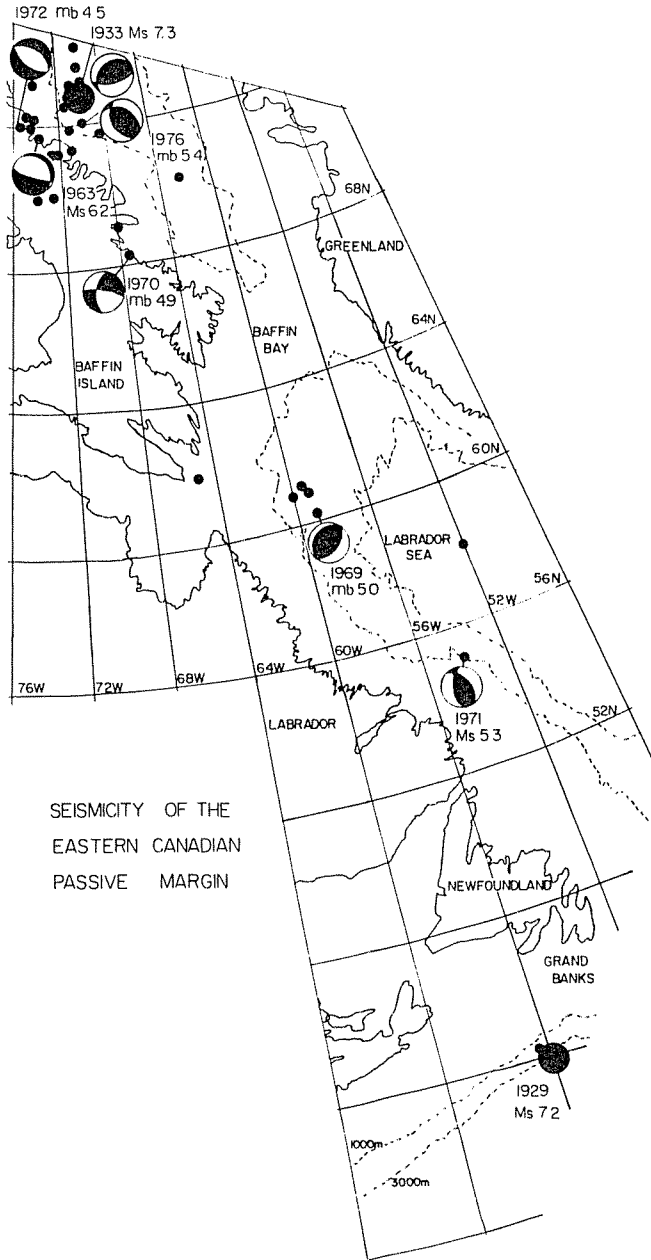 1972 mb 4 5
1933 Ms 7.3
1976
mb 5 4
1963
Ms 6 2
68N
GREENLAND
1970
mb 4 9
64N
BAFFIN
BAY
BAFFIN
ISLAND
60N
LABRADOR
SEA
1969
mb 5 0
56N
52W
56W
60W
64W
68W
72W
76W
52N
1971
Ms 5 3
LABRADOR
SEISMICITY OF THE
EASTERN CANADIAN
PASSIVE MARGIN
NEWFOUNDLAND
GRAND
BANKS
1929
Ms 7 2
1000m
3000m